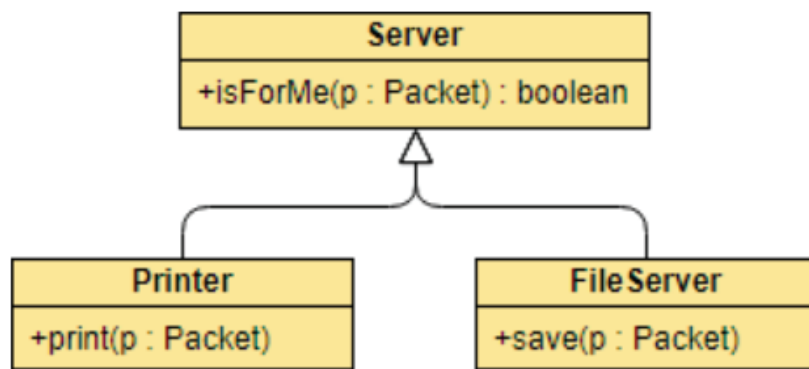 Server
+isForMe(p : Packet) : boolean
Printer
+print(p : Packet)
FileServer
+save(p : Packet)